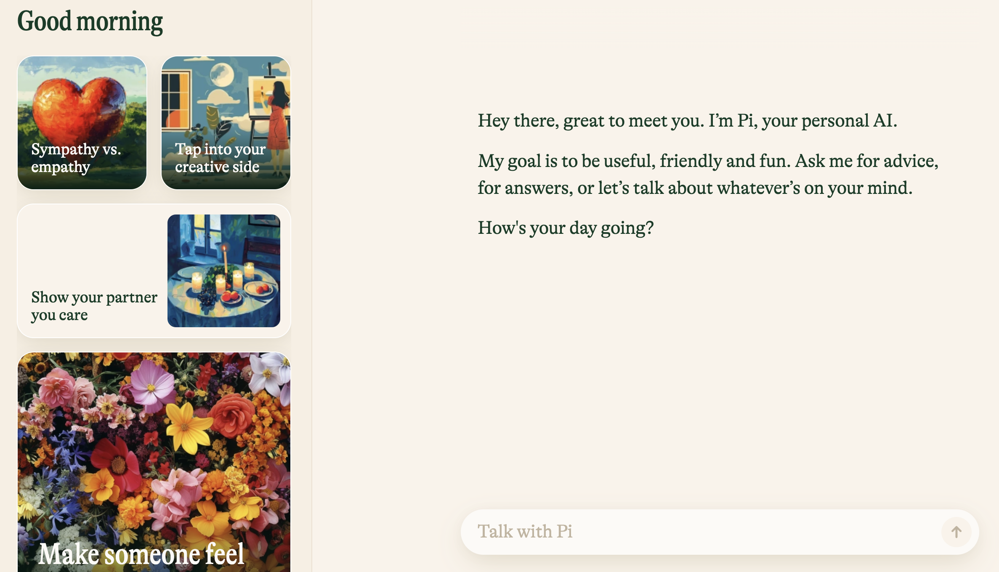 Good morning
Sympathy vs.
empathy
Tap into your
creative side
Show your partner
you care
Make someone feel
Hey there, great to meet you. I’m Pi, your personal AI.
My goal is to be useful, friendly and fun. Ask me for advice,
for answers, or let’s talk about whatever’s on your mind.
How's your day going?
Talk with Pi